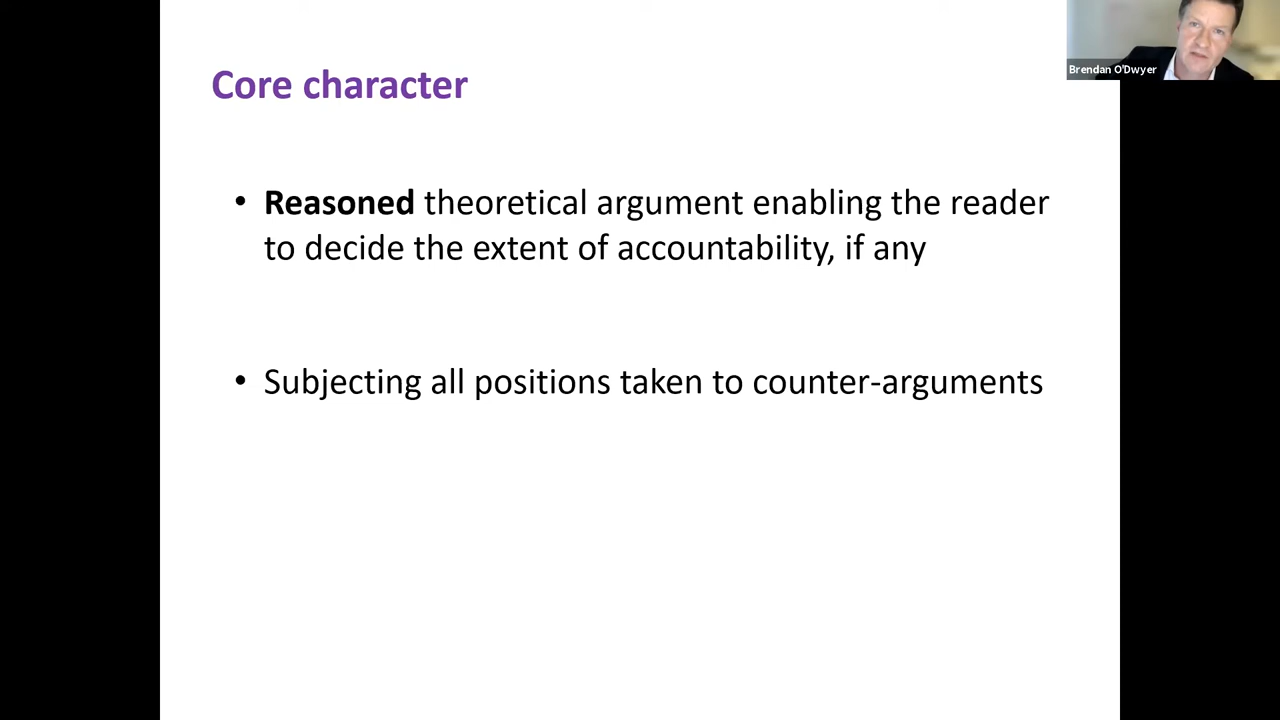 Core character
Brendan O'Dwyer
• Reasoned theoretical argument enabling the reader
to decide the extent of accountability, if any
• Subjecting all positions taken to counter-arguments